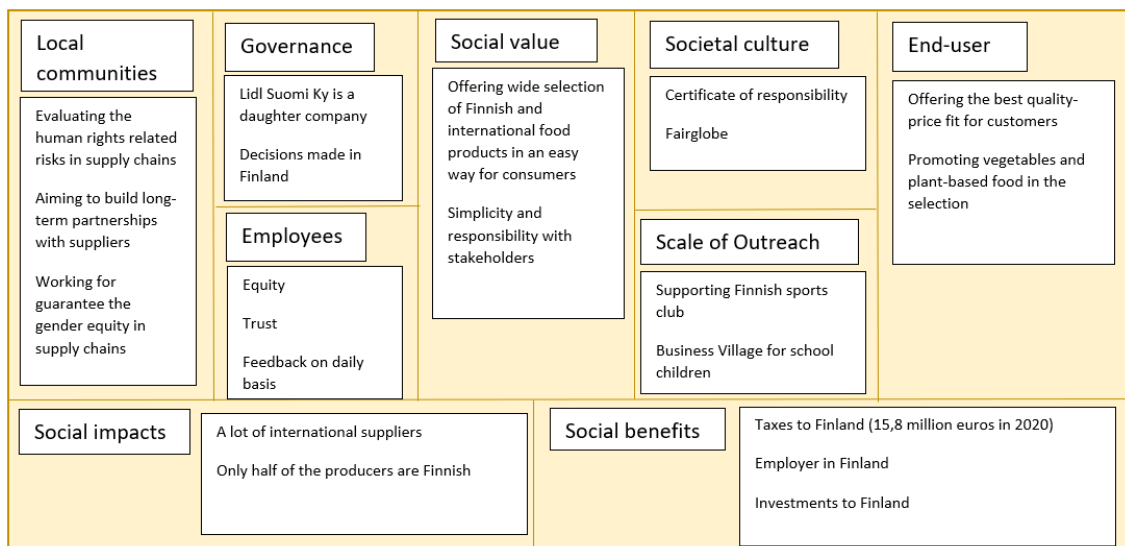 Local
communities
Evaluating the
human rights related
risks in supply chains
Aiming to build long-
term partnerships
with suppliers
Working for
guarantee the
gender equity in
supply chains
Governance
Lidl Suomi Ky is a
daughter company
Decisions made in
Finland
Employees
Equity
Trust
Feedback on daily
basis
Social value
Offering wide selection
of Finnish and
international food
products in an easy
way for consumers
Simplicity and
responsibility with
stakeholders
Societal culture
Certificate of responsibility
Fairglobe
Scale of Outreach
Supporting Finnish sports
club
Business Village for school
children
End-user
Offering the best quality-
price fit for customers
Promoting vegetables and
plant-based food in the
selection
Social impacts
A lot of international suppliers
Only half of the producers are Finnish
Social benefits
Taxes to Finland (15,8 million euros in 2020)
Employer in Finland
Investments to Finland